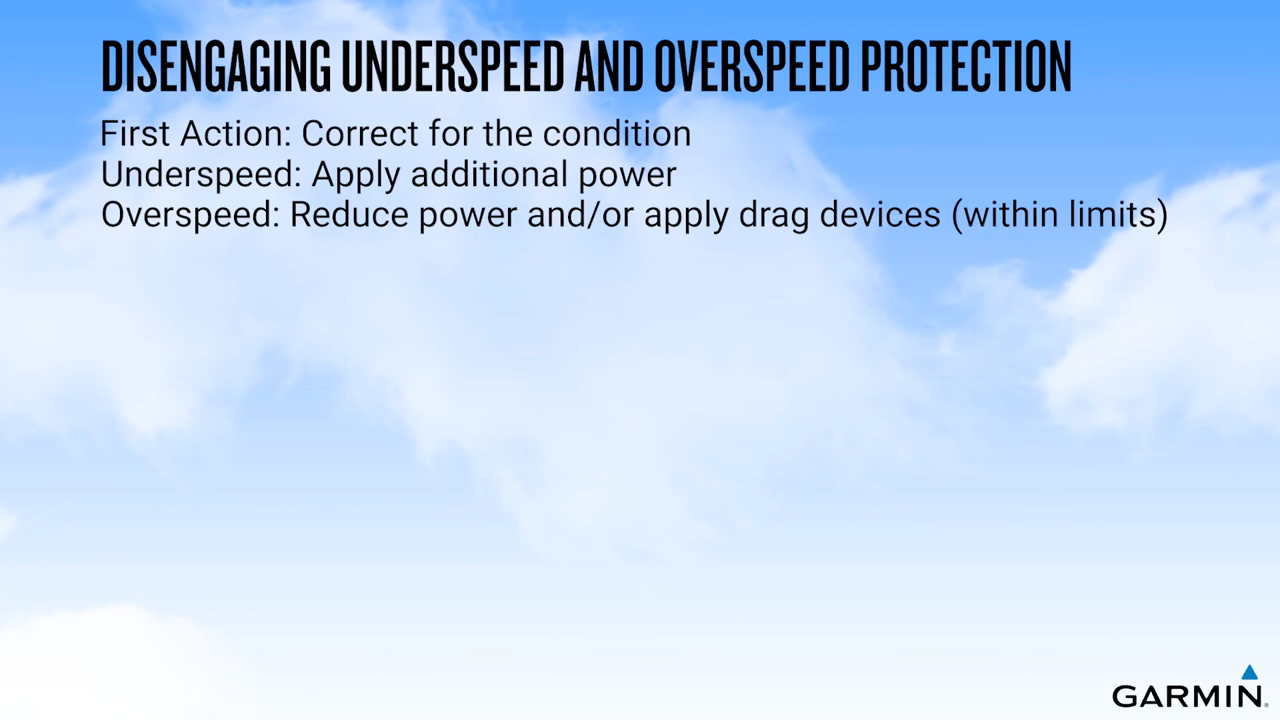 DISENGAGING UNDERSPEED AND OVERSPEED PROTECTION
First Action: Correct for the condition
Underspeed: Apply additional power
Overspeed: Reduce power and/or apply drag devices (within limits)
GARMIN®